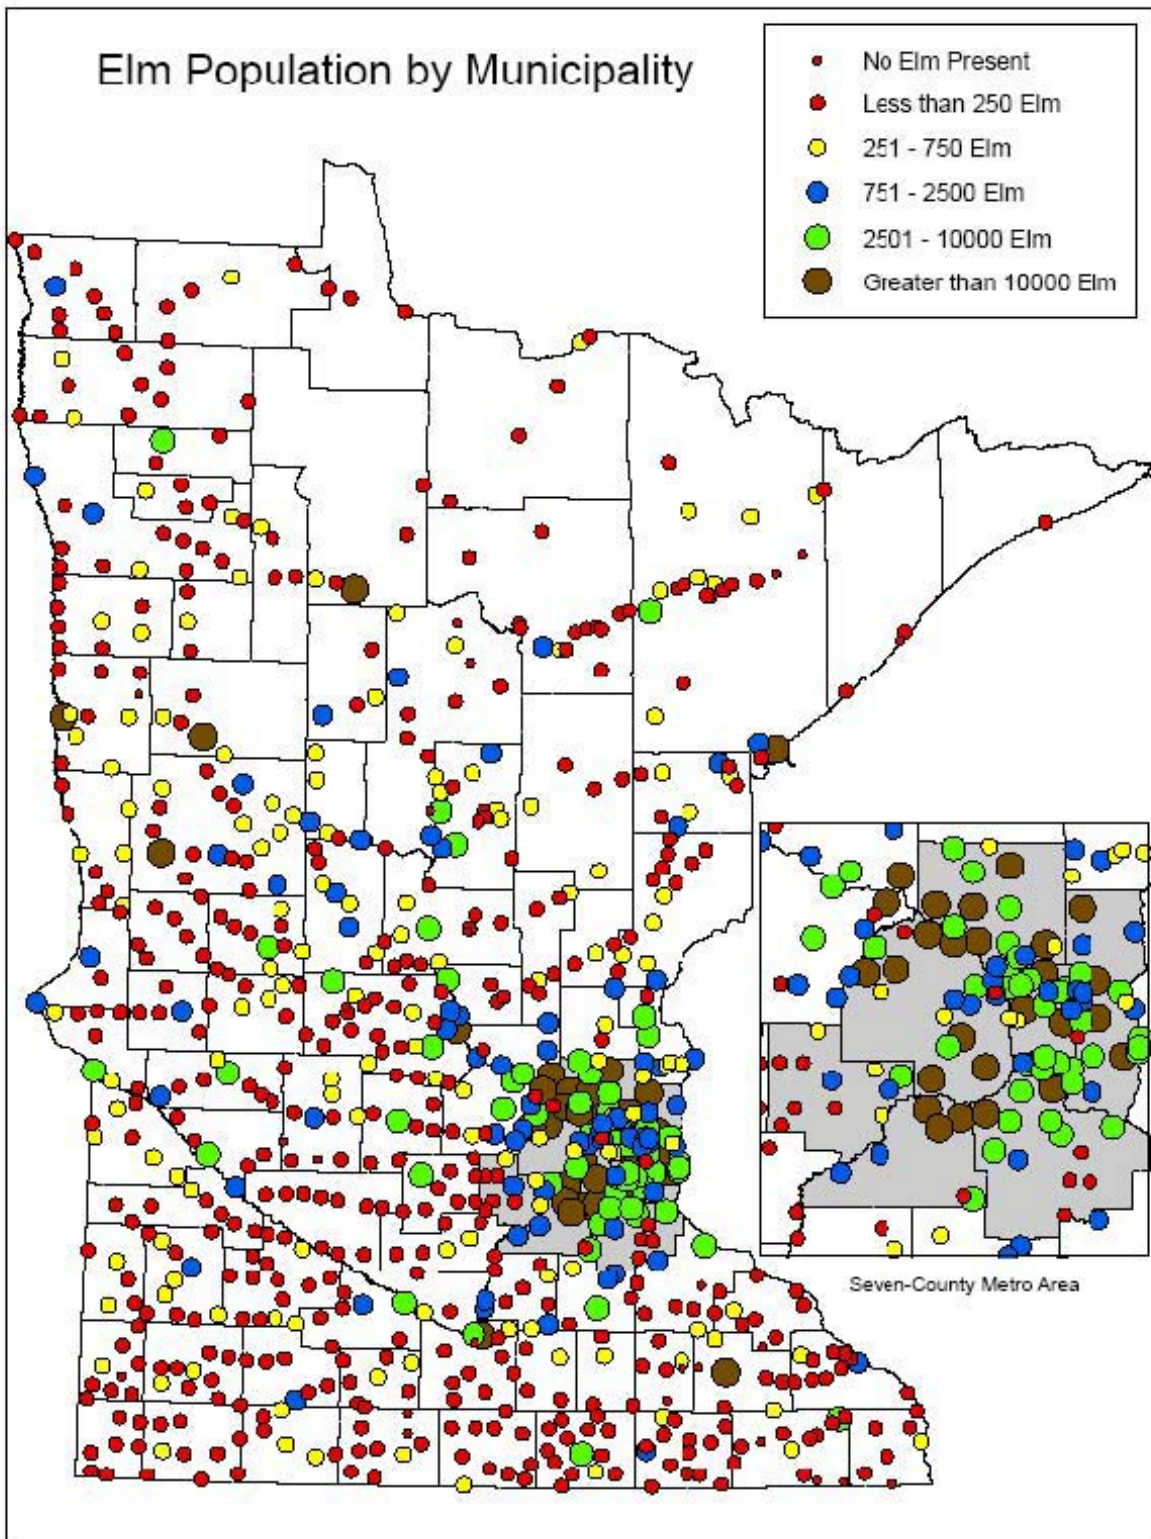 Elm Population by Municipality
No Elm Present
Less than 250 Elm
251 - 750 Elm
751 - 2500 Elm
2501 - 10000 Elm
Greater than 10000 Elm
Seven-County Metro Area